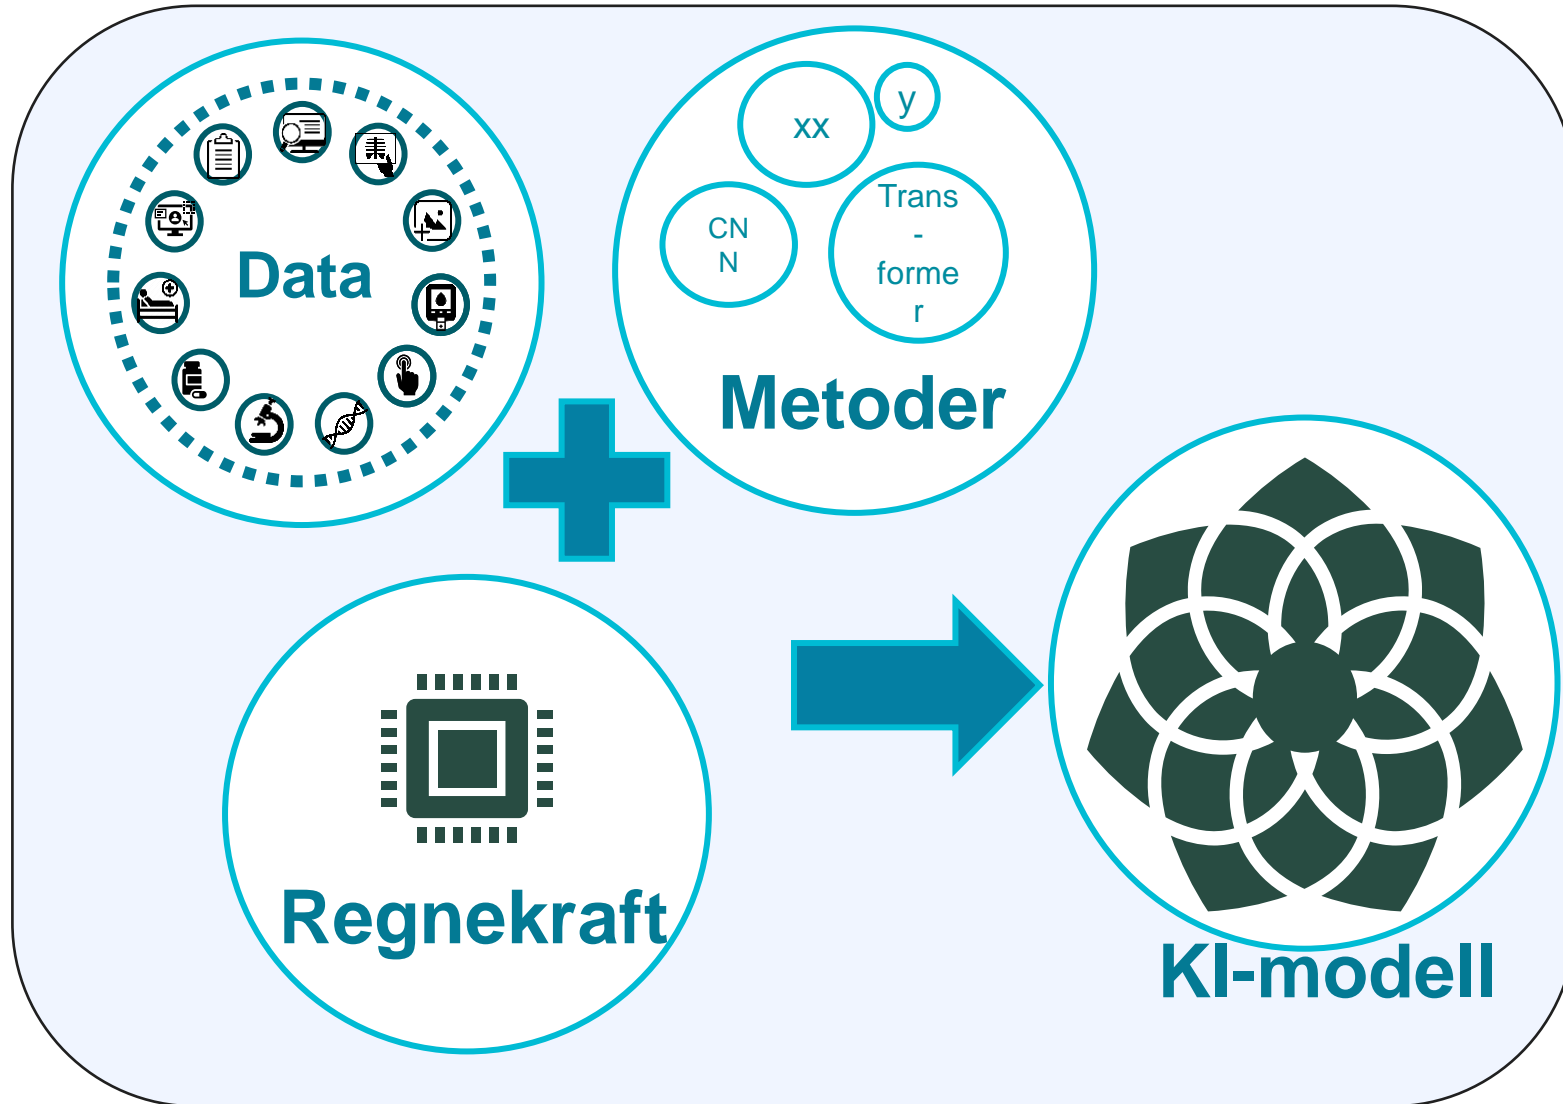 Data
xx
y
CN
N
Trans
-
forme
r
Metoder
Regnekraft
KI-modell